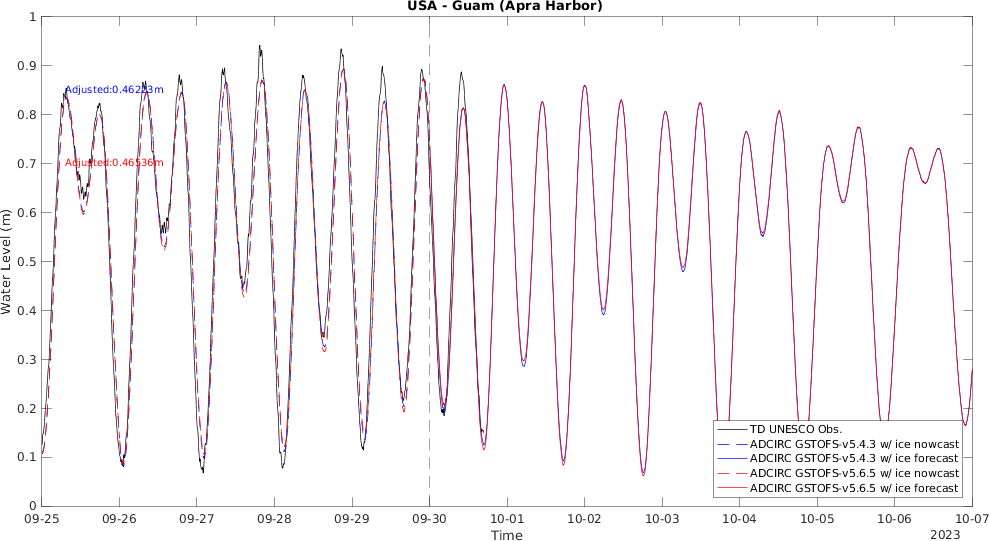 USA - Guam (Apra Harbor)
1
0.9
0.8
0.7
0.6
0.5
0.4
0.3
0.2
0.1
0
Water Level (m)
Adjusted:0.46213m
Adjusted:0.46536m
TD UNESCO Obs.
ADCIRC GSTOFS-v5.4.3 w/ ice nowcast
ADCIRC GSTOFS-v5.4.3 w/ ice forecast
ADCIRC GSTOFS-v5.6.5 w/ ice nowcast
ADCIRC GSTOFS-v5.6.5 w/ ice forecast
09-25 09-26 09-27 09-28 09-29 09-30 10-01 10-02 10-03 10-04 10-05 10-06 10-07
Time
2023